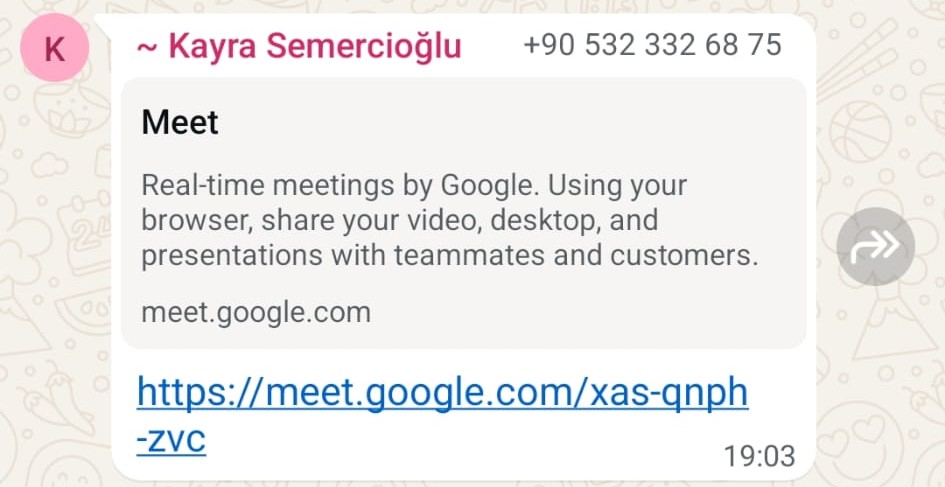 K
~ Kayra Semercioğlu +90 532 332 68 75
Meet
Real-time meetings by Google. Using your
browser, share your video, desktop, and
presentations with teammates and customers.
meet.google.com
https://meet.google.com/xas-qnph
-zvc
19:03